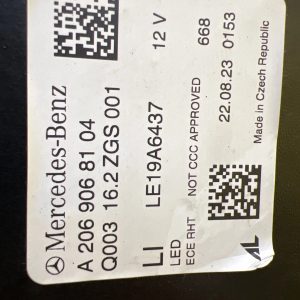 Mercedes-Benz
A 206 906 81 04
Q003 16.2 ZGS 001
LI LE19A6437 12 V
LED
ECE RHT NOT CCC APPROVED 668
22.08.23 0153
Made in Czech Republic
AL